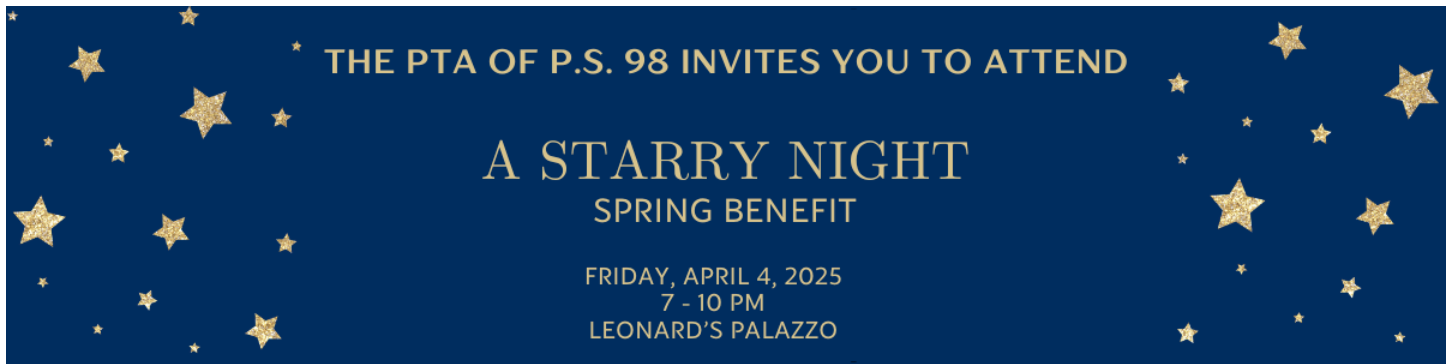 THE PTA OF P.S. 98 INVITES YOU TO ATTEND
A STARRY NIGHT
SPRING BENEFIT
FRIDAY, APRIL 4, 2025
7 - 10 PM
LEONARD'S PALAZZO